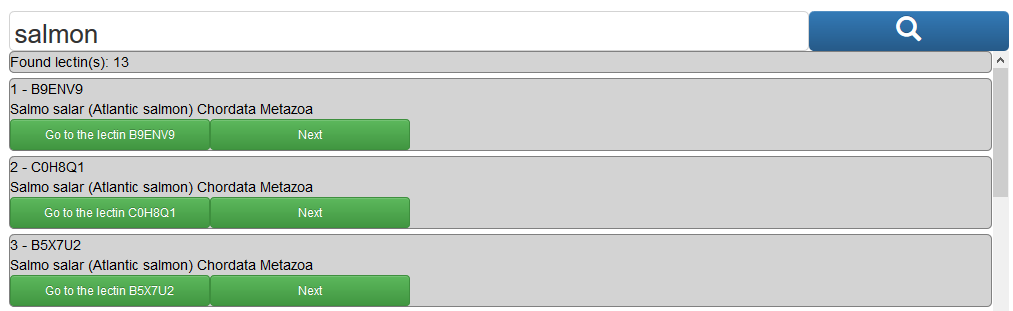 salmon
Found lectin(s): 13
1 - B9ENV9
Salmo salar (Atlantic salmon) Chordata Metazoa
Go to the lectin B9ENV9 Next
2 - C0H8Q1
Salmo salar (Atlantic salmon) Chordata Metazoa
Go to the lectin C0H8Q1 Next
3 - B5X7U2
Salmo salar (Atlantic salmon) Chordata Metazoa
Go to the lectin B5X7U2 Next